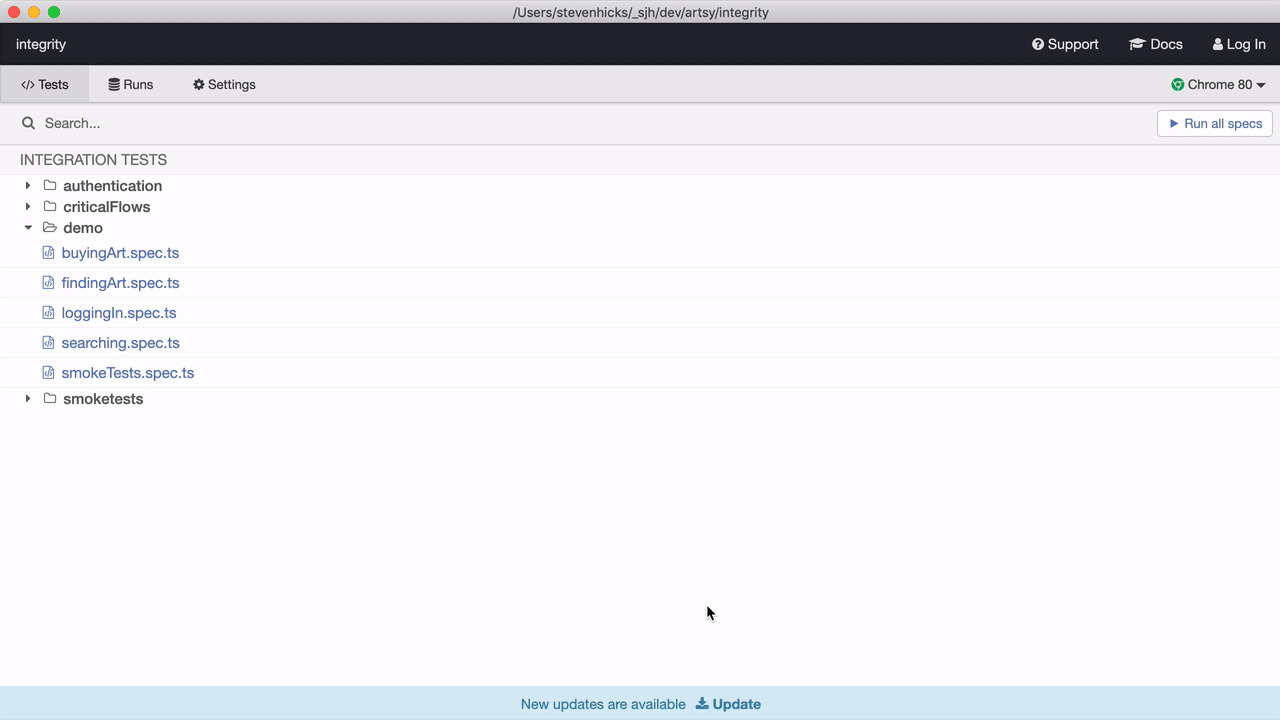 /Users/stevenhicks/_sjh/dev/artsy/integrity
integrity Support Docs Log In
Tests Runs Settings Chrome 80
Search... Run all specs
INTEGRATION TESTS
authentication
criticalFlows
demo
buyingArt.spec.ts
findingArt.spec.ts
loggingIn.spec.ts
searching.spec.ts
smokeTests.spec.ts
smoketests
New updates are available Update